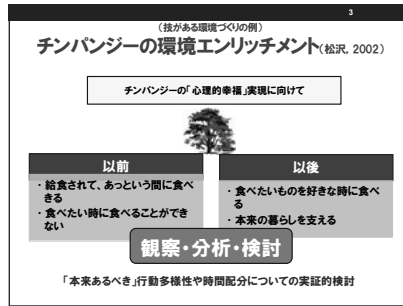 3
（技がある環境づくりの例）
チンパンジーの環境エンリッチメント(松沢, 2002)
チンパンジーの「心理的幸福」実現に向けて
以前
・給食されて、あっという間に食べ
きる
・食べたい時に食べることができ
ない
以後
・食べたいものを好きな時に食べ
る
・本来の暮らしを支える
観察・分析・検討
「本来あるべき」行動多様性や時間配分についての実証的検討